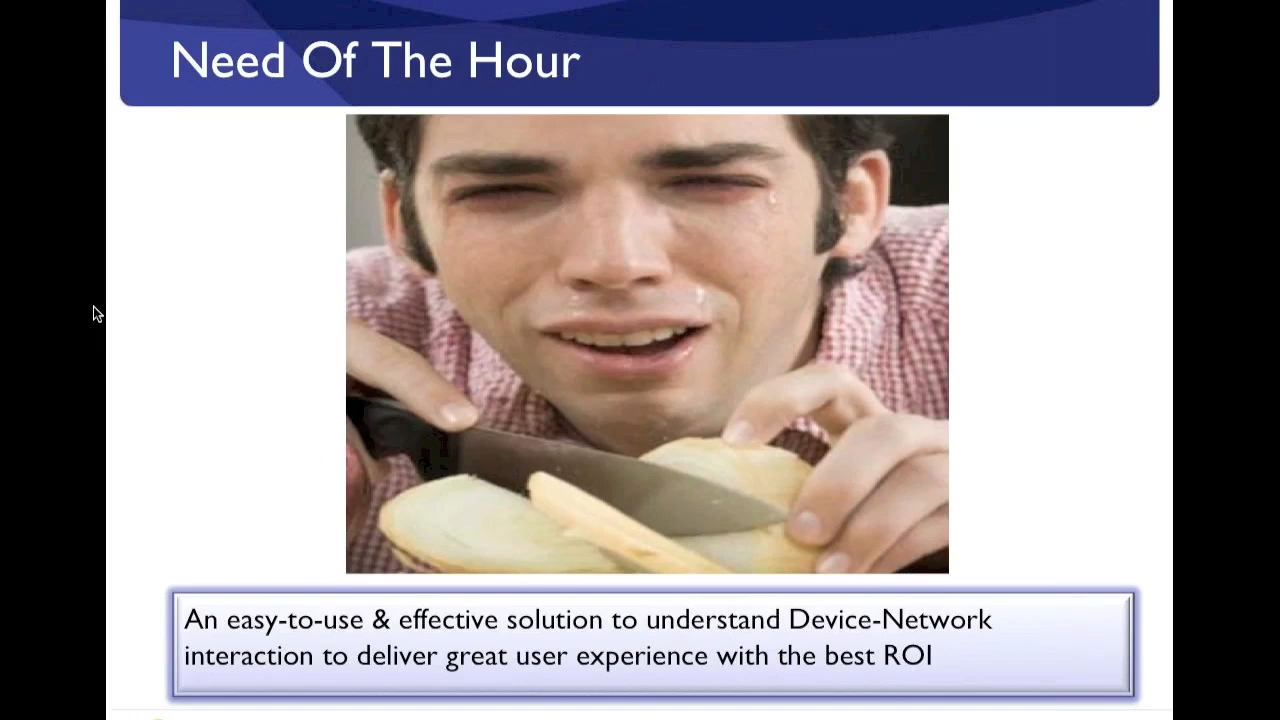 Need Of The Hour
An easy-to-use & effective solution to understand Device-Network
interaction to deliver great user experience with the best ROI